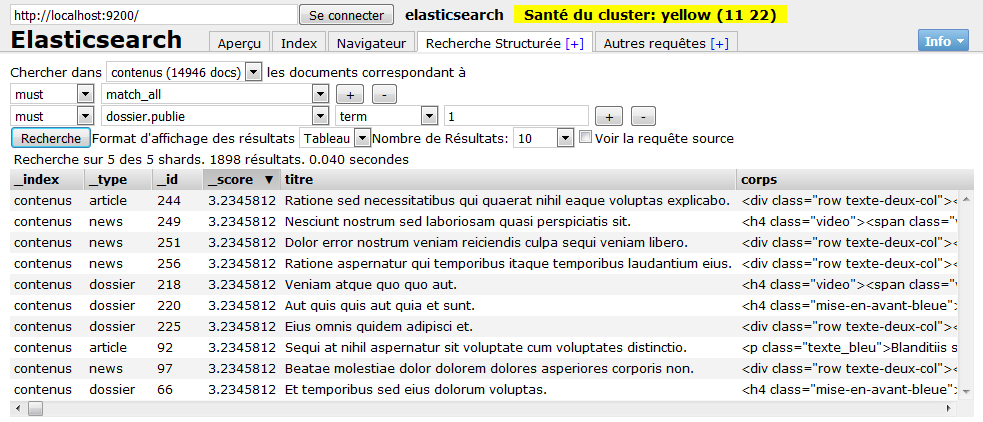 http://localhost:9200/ Se connecter elasticsearch Santé du cluster: yellow (11 22)
Elasticsearch Aperçu Index Navigateur Recherche Structurée [+] Autres requêtes [+] Info
Chercher dans contenus (14946 docs) les documents correspondant à
must match_all + -
must dossier.publie term 1 + -
Recherche Format d'affichage des résultats Tableau Nombre de Résultats: 10 Voir la requête source
Recherche sur 5 des 5 shards. 1898 résultats. 0.040 secondes
_index _type _id _score ▼ titre corps
contenus article 244 3.2345812 Ratione sed necessitatibus qui quaerat nihil eaque voluptas explicabo. <div class="row texte-deux-col"><
contenus news 249 3.2345812 Nesciunt nostrum sed laboriosam quasi perspiciatis sit. <h4 class="video"><span class="v
contenus news 251 3.2345812 Dolor error nostrum veniam reiciendis culpa sequi veniam libero. <div class="row texte-deux-col"><
contenus news 256 3.2345812 Ratione aspernatur qui temporibus itaque temporibus laudantium eius. <div class="row texte-deux-col"><
contenus dossier 218 3.2345812 Veniam atque quo quo aut. <h4 class="video"><span class="v
contenus dossier 220 3.2345812 Aut quis quis aut quia et sunt. <h4 class="mise-en-avant-bleue">
contenus dossier 225 3.2345812 Eius omnis quidem adipisci et. <div class="row texte-deux-col"><
contenus article 92 3.2345812 Sequi at nihil aspernatur sit voluptate cum voluptates distinctio. <p class="texte_bleu">Blanditiis s
contenus news 97 3.2345812 Beatae molestiae dolor dolorem dolores asperiores corporis non. <div class="row texte-deux-col"><
contenus dossier 66 3.2345812 Et temporibus sed eius dolorum voluptas. <h4 class="mise-en-avant-bleue">